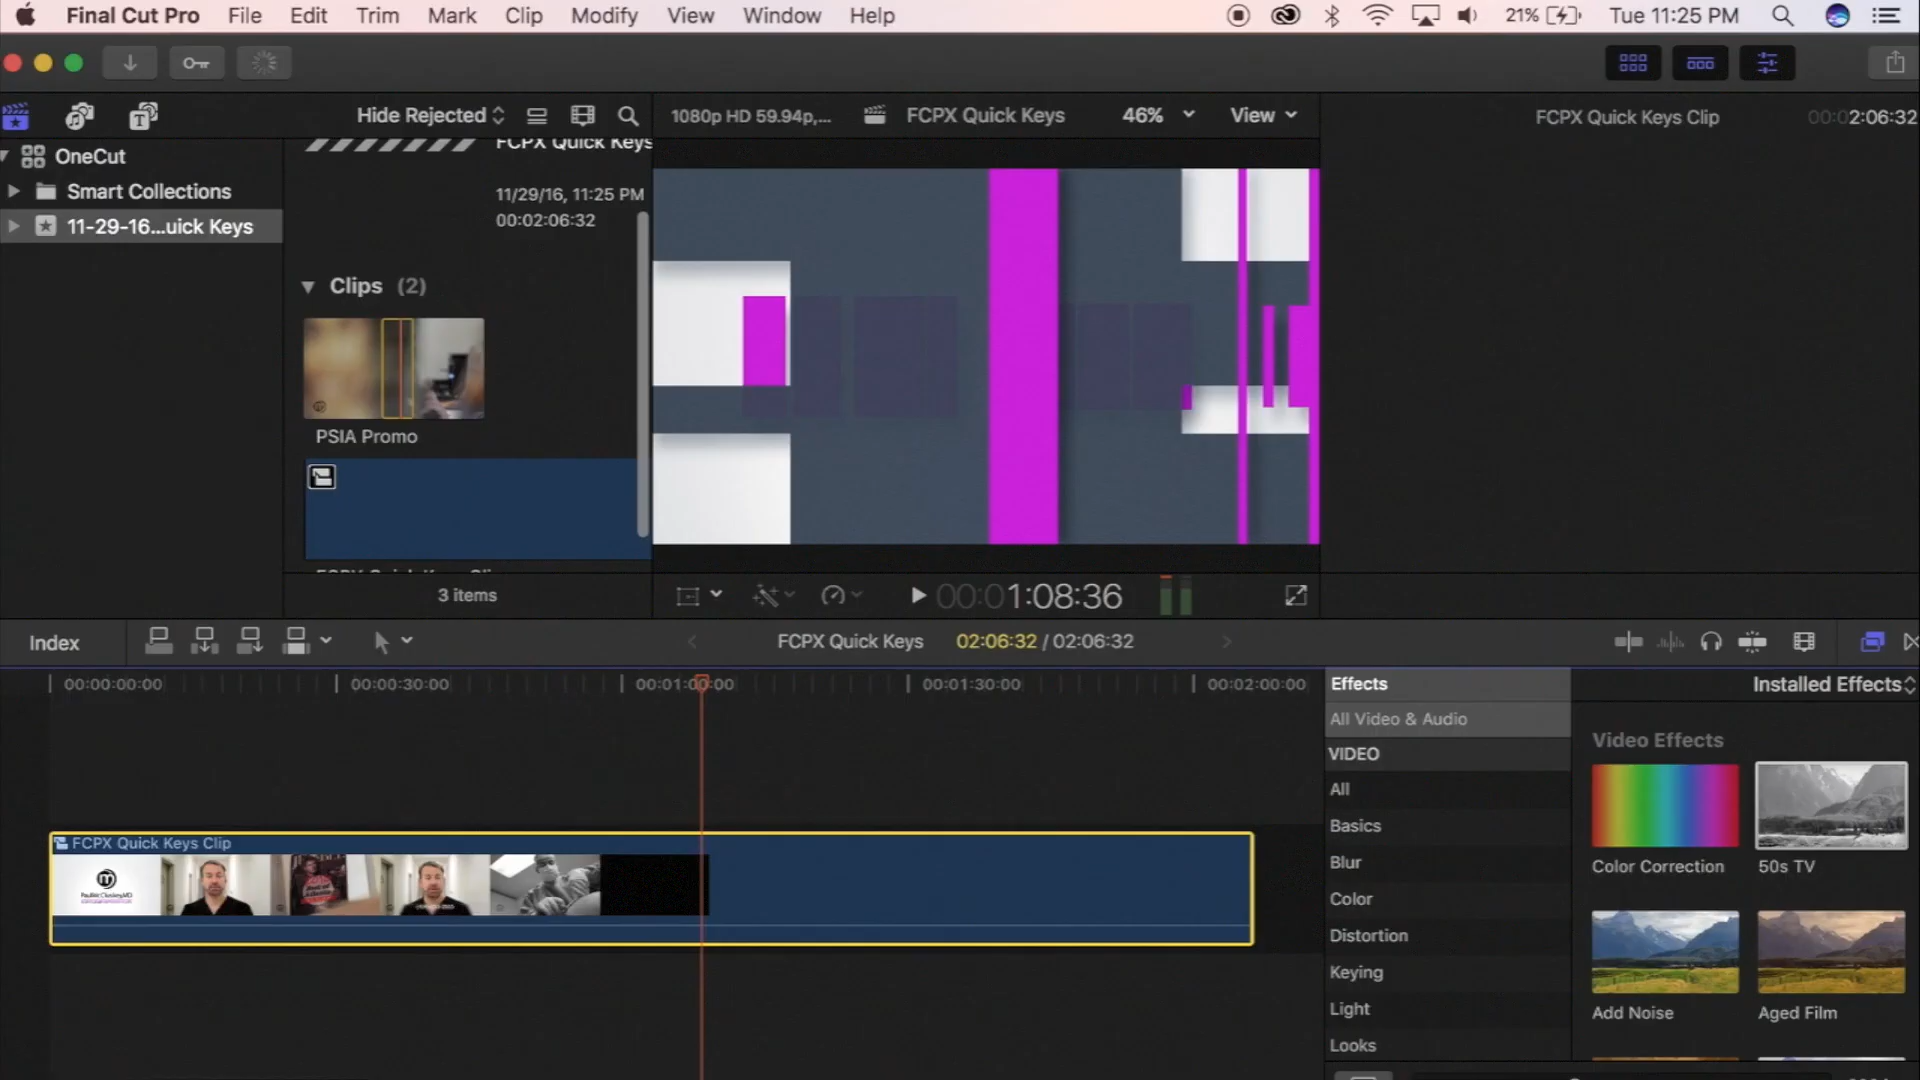 Final Cut Pro File Edit Trim Mark Clip Modify View Window Help 21% Tue 11:25 PM
Hide Rejected 1080p HD 59.94p,... FCPX Quick Keys 46% View FCPX Quick Keys Clip 00:02:06:32
OneCut
Smart Collections
11-29-16...uick Keys
FCPX Quick Keys
11/29/16, 11:25 PM
00:02:06:32
Clips (2)
PSIA Promo
3 items
00:01:08:36
Index FCPX Quick Keys 02:06:32 / 02:06:32
00:00:00:00 00:00:30:00 00:01:00:00 00:01:30:00 00:02:00:00
FCPX Quick Keys Clip
Effects
Installed Effects
All Video & Audio
VIDEO
All
Basics
Blur
Color
Distortion
Keying
Light
Looks
Video Effects
Color Correction
50s TV
Add Noise
Aged Film